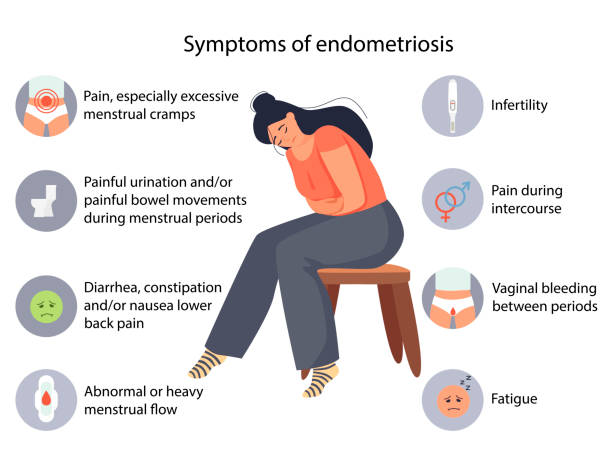 Symptoms of endometriosis
Pain, especially excessive
menstrual cramps
Painful urination and/or
painful bowel movements
during menstrual periods
Diarrhea, constipation
and/or nausea lower
back pain
Abnormal or heavy
menstrual flow
Infertility
Pain during
intercourse
Vaginal bleeding
between periods
z z z
Fatigue